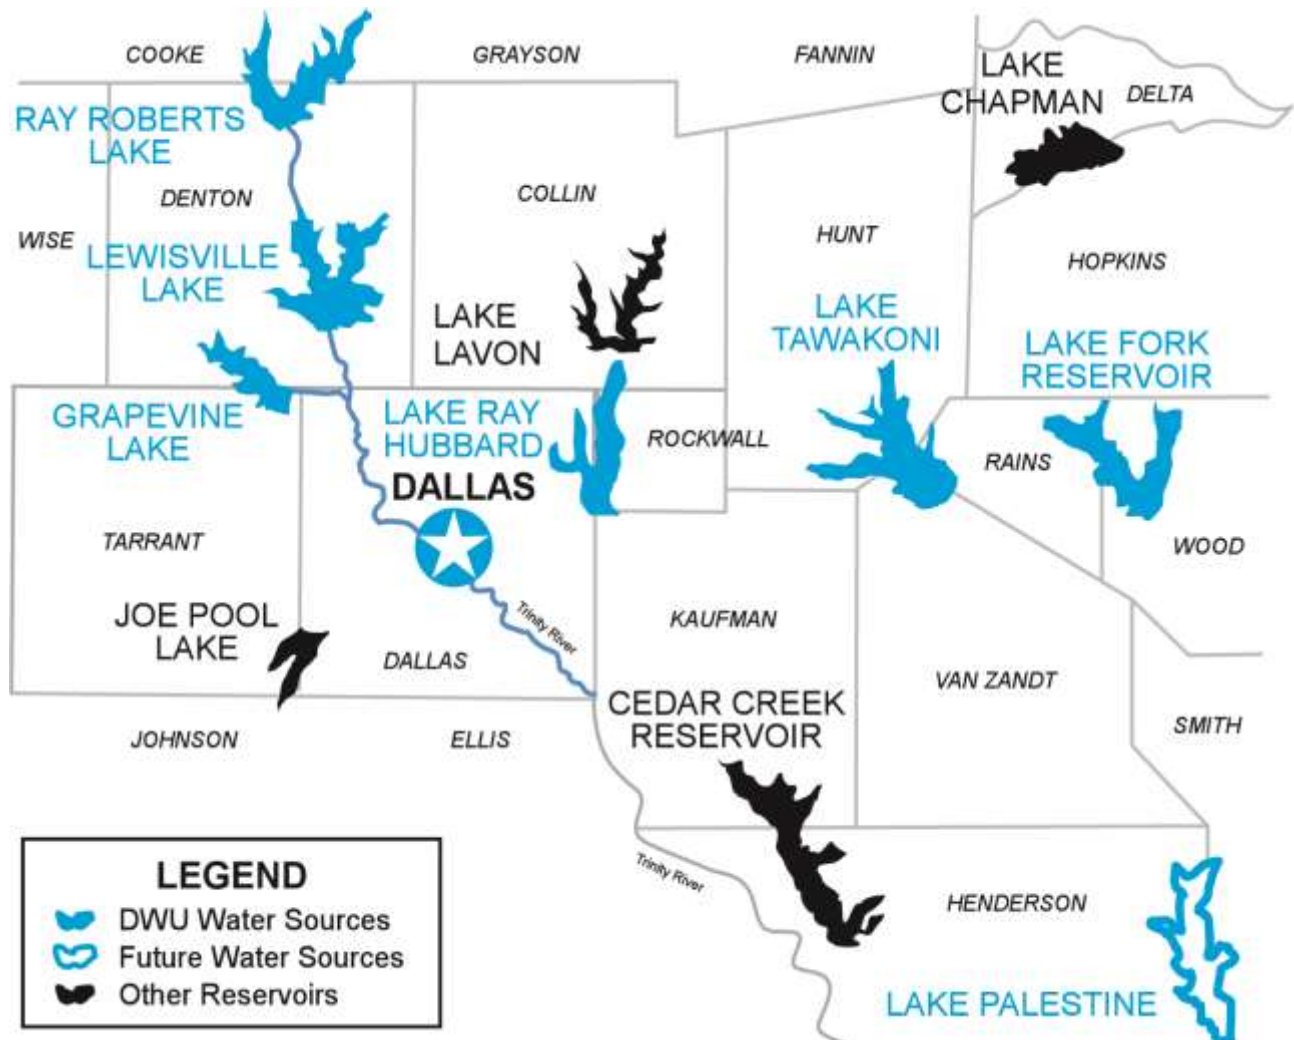 COOKE
GRAYSON
FANNIN
LAKE
CHAPMAN
DELTA
RAY ROBERTS
LAKE
DENTON
COLLIN
WISE
HUNT
HOPKINS
LEWISVILLE
LAKE
LAKE
LAVON
LAKE
TAWAKONI
LAKE FORK
RESERVOIR
GRAPEVINE
LAKE
LAKE RAY
HUBBARD
ROCKWALL
RAINS
DALLAS
TARRANT
WOOD
JOE POOL
LAKE
Trinity River
KAUFMAN
DALLAS
VAN ZANDT
CEDAR CREEK
RESERVOIR
SMITH
JOHNSON
ELLIS
Trinity River
HENDERSON
LAKE PALESTINE
LEGEND
DWU Water Sources
Future Water Sources
Other Reservoirs